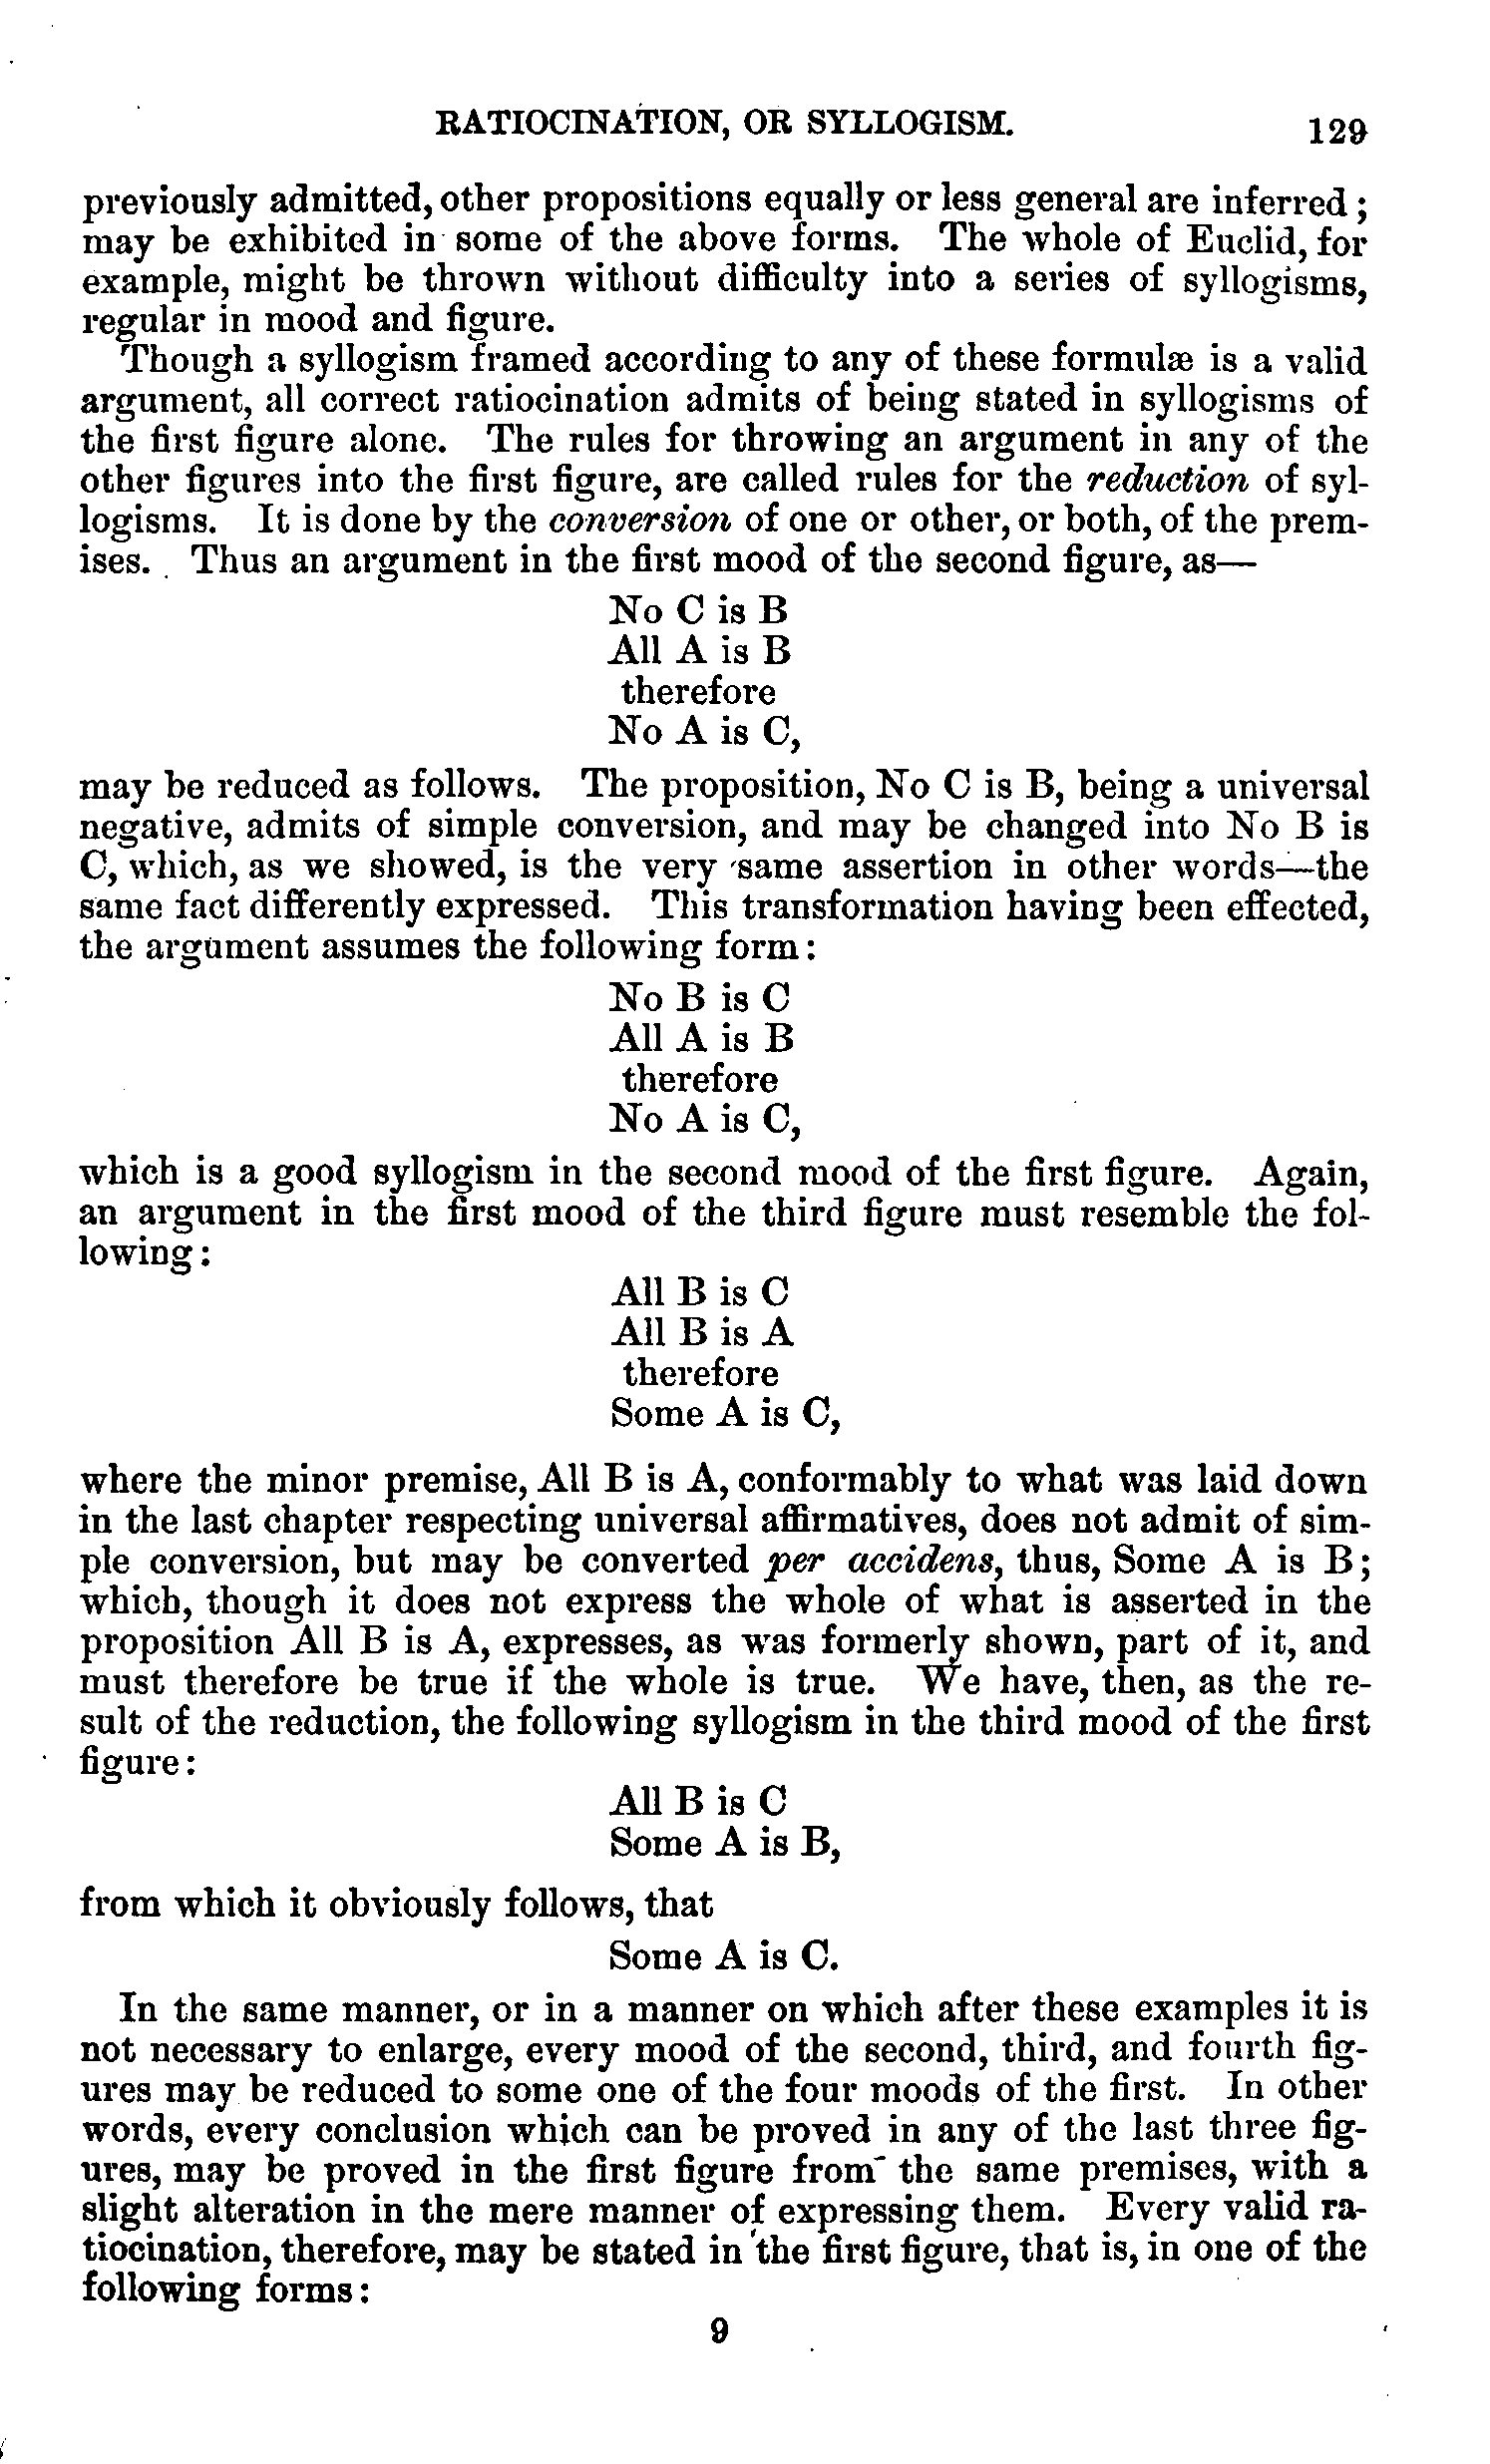 RATIOCINATION, OR SYLLOGISM. 129
previously admitted, other propositions equally or less general are inferred;
may be exhibited in some of the above forms. The whole of Euclid, for
example, might be thrown without difficulty into a series of syllogisms,
regular in mood and figure.
Though a syllogism framed according to any of these formulæ is a valid
argument, all correct ratiocination admits of being stated in syllogisms of
the first figure alone. The rules for throwing an argument in any of the
other figures into the first figure, are called rules for the reduction of syl-
logisms. It is done by the conversion of one or other, or both, of the prem-
ises. Thus an argument in the first mood of the second figure, as—
No C is B
All A is B
therefore
No A is C,
may be reduced as follows. The proposition, No C is B, being a universal
negative, admits of simple conversion, and may be changed into No B is
C, which, as we showed, is the very same assertion in other words—the
same fact differently expressed. This transformation having been effected,
the argument assumes the following form:
No B is C
All A is B
therefore
No A is C,
which is a good syllogism in the second mood of the first figure. Again,
an argument in the first mood of the third figure must resemble the fol-
lowing:
All B is C
All B is A
therefore
Some A is C,
where the minor premise, All B is A, conformably to what was laid down
in the last chapter respecting universal affirmatives, does not admit of sim-
ple conversion, but may be converted per accidens, thus, Some A is B;
which, though it does not express the whole of what is asserted in the
proposition All B is A, expresses, as was formerly shown, part of it, and
must therefore be true if the whole is true. We have, then, as the re-
sult of the reduction, the following syllogism in the third mood of the first
figure:
All B is C
Some A is B,
from which it obviously follows, that
Some A is C.
In the same manner, or in a manner on which after these examples it is
not necessary to enlarge, every mood of the second, third, and fourth fig-
ures may be reduced to some one of the four moods of the first. In other
words, every conclusion which can be proved in any of the last three fig-
ures, may be proved in the first figure from the same premises, with a
slight alteration in the mere manner of expressing them. Every valid ra-
tiocination, therefore, may be stated in the first figure, that is, in one of the
following forms:
9